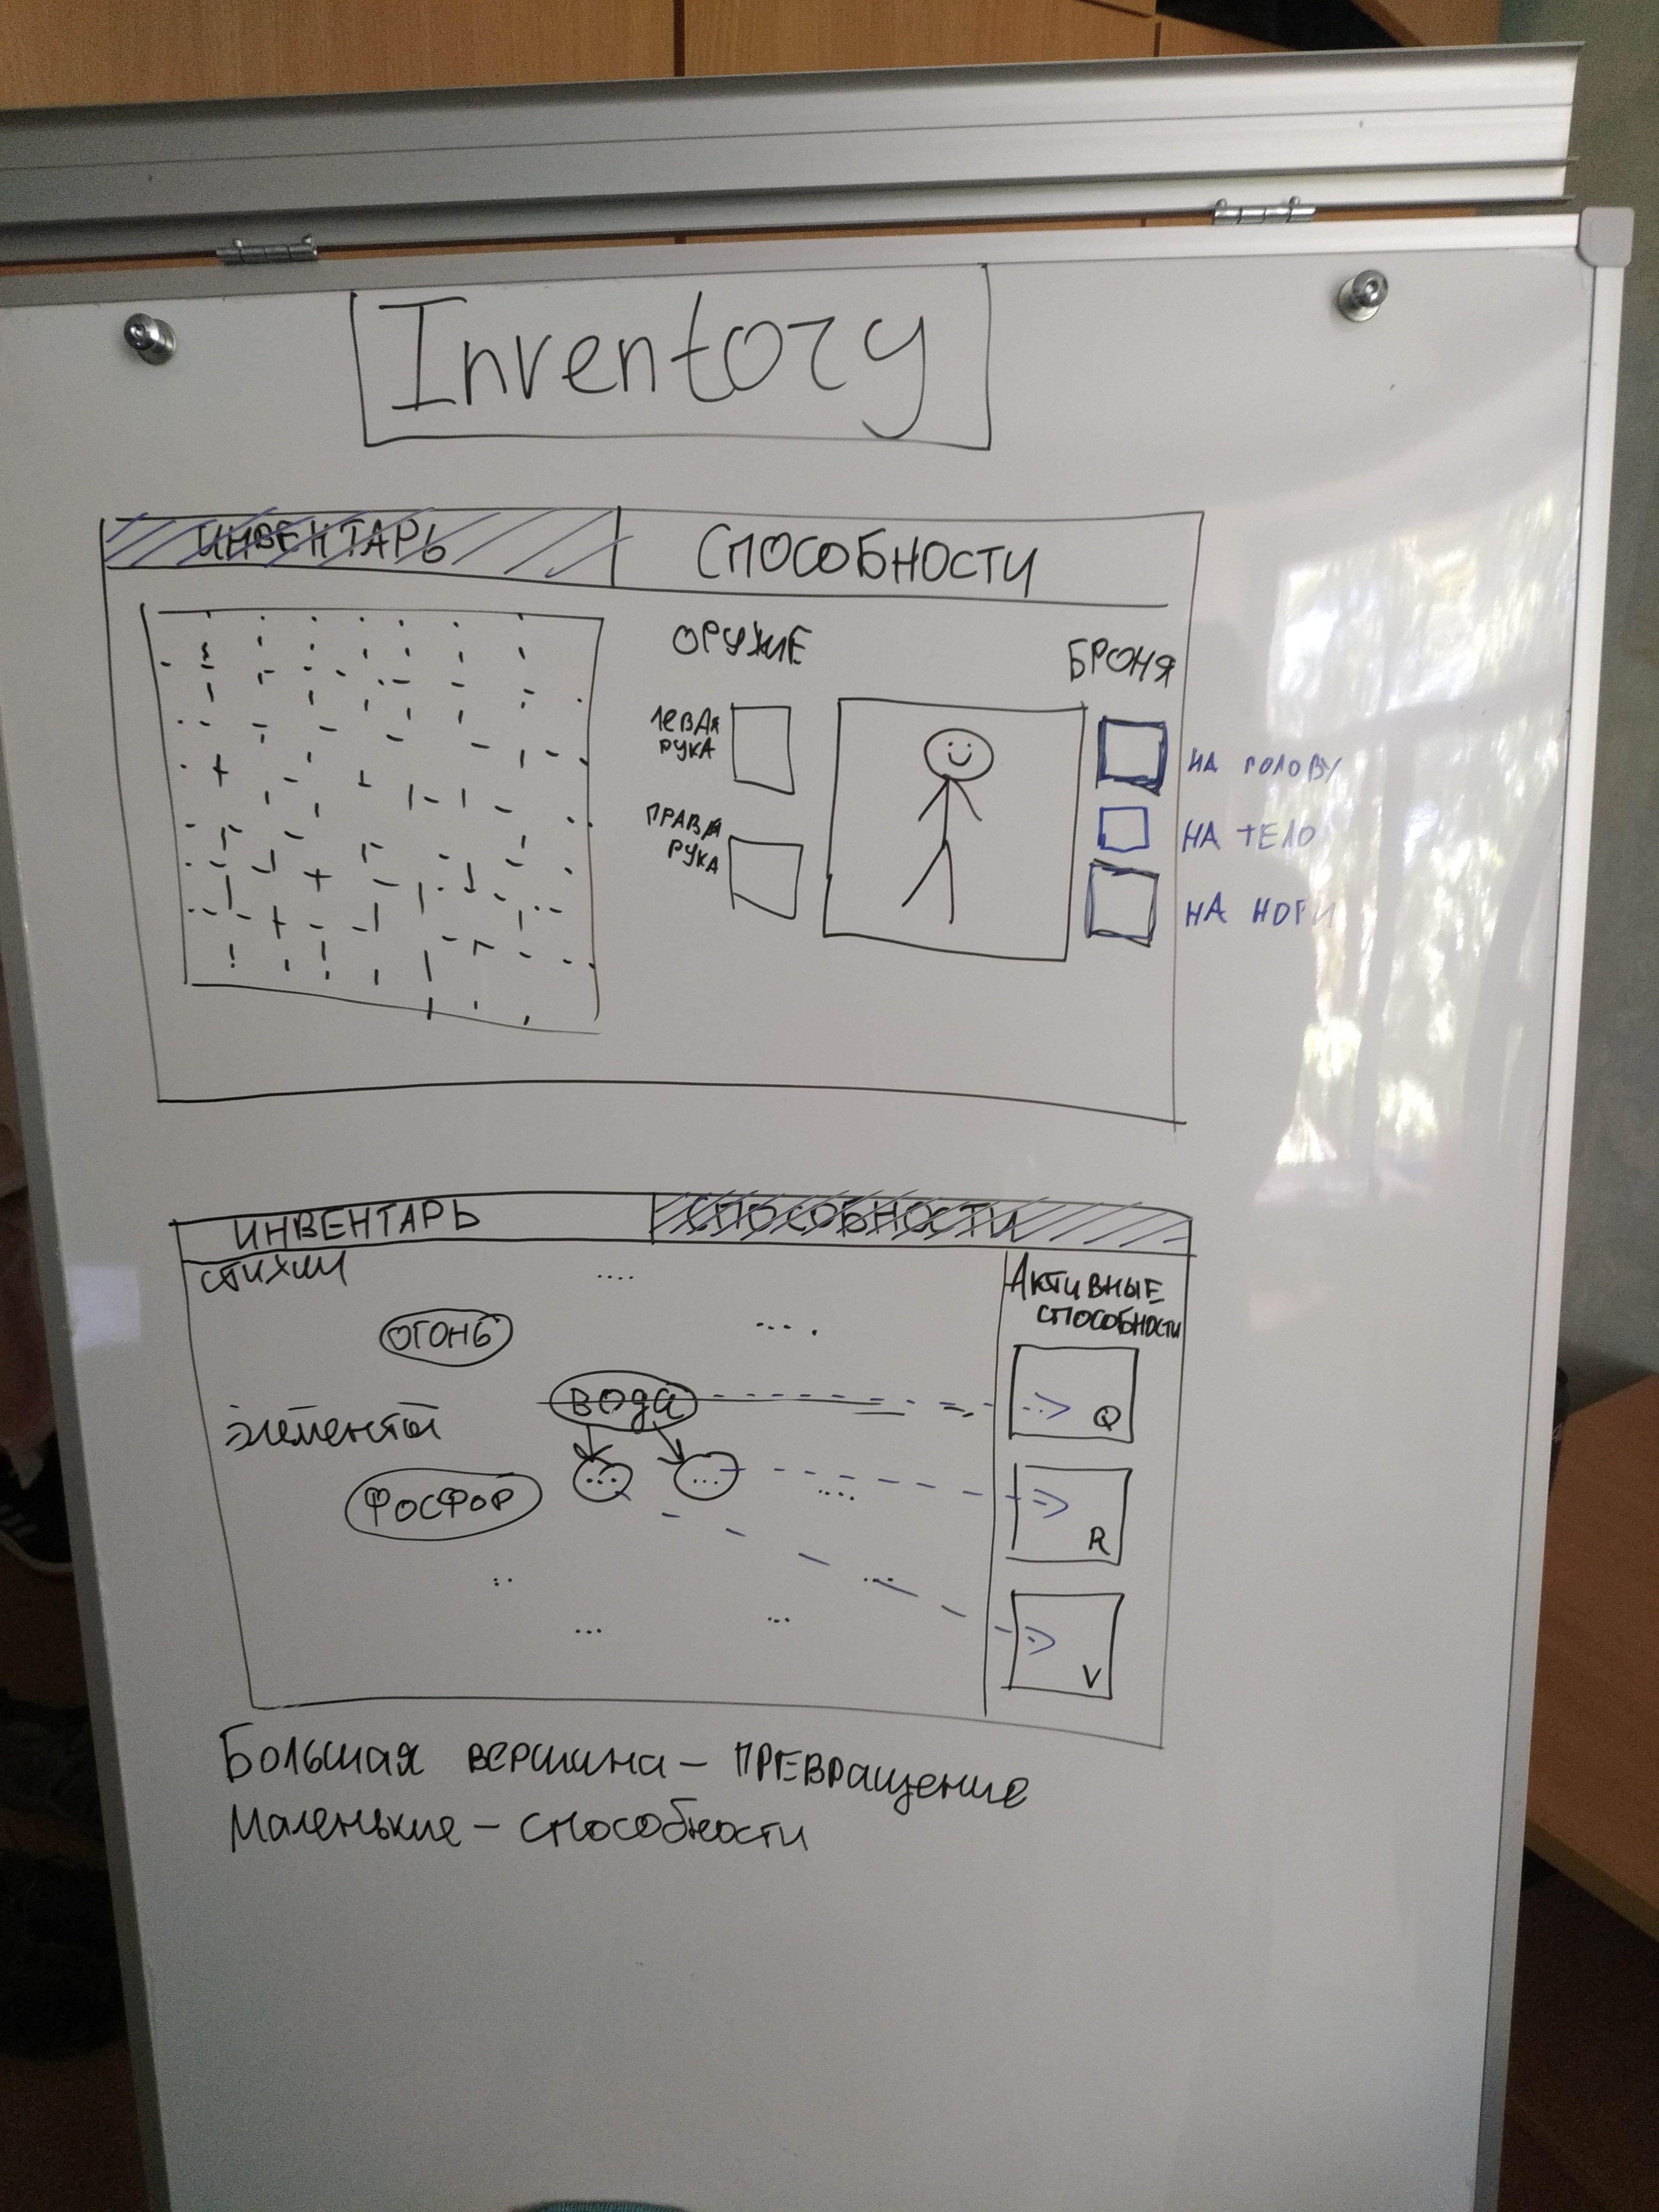 Inventory
ИНВЕНТАРЬ СПОСОБНОСТИ
ОРУЖИЕ БРОНЯ
ЛЕВАЯ
РУКА
НА ГОЛОВУ
ПРАВАЯ
РУКА
НА ТЕЛО
НА НОГИ
ИНВЕНТАРЬ СПОСОБНОСТИ
СТИХИИ
....
АКТИВНЫЕ
СПОСОБНОСТИ
ОГОНЬ
....
ВОДА
Q
элементы
...
...
ФОСФОР
....
R
...
...
...
...
V
Большая вершина – ПРЕВРАЩЕНИЕ
Маленькие – способности